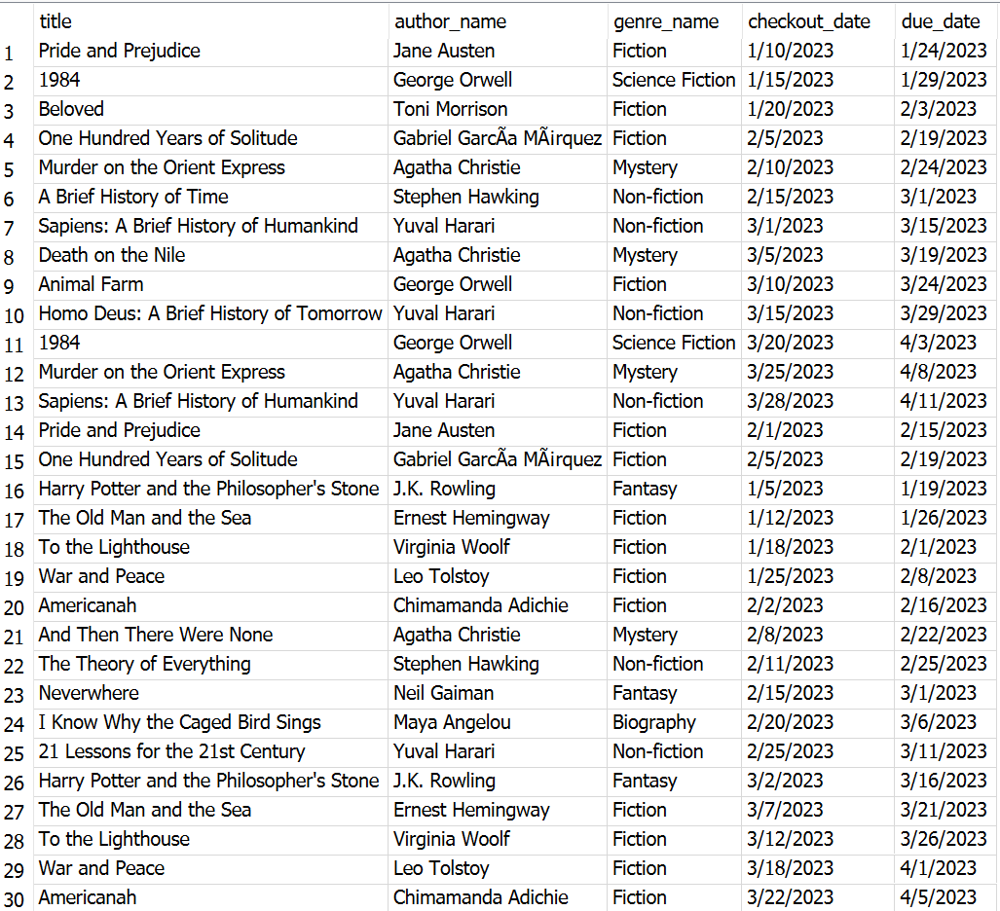 title author_name genre_name checkout_date due_date
1 Pride and Prejudice Jane Austen Fiction 1/10/2023 1/24/2023
2 1984 George Orwell Science Fiction 1/15/2023 1/29/2023
3 Beloved Toni Morrison Fiction 1/20/2023 2/3/2023
4 One Hundred Years of Solitude Gabriel GarcÃa MÃirquez Fiction 2/5/2023 2/19/2023
5 Murder on the Orient Express Agatha Christie Mystery 2/10/2023 2/24/2023
6 A Brief History of Time Stephen Hawking Non-fiction 2/15/2023 3/1/2023
7 Sapiens: A Brief History of Humankind Yuval Harari Non-fiction 3/1/2023 3/15/2023
8 Death on the Nile Agatha Christie Mystery 3/5/2023 3/19/2023
9 Animal Farm George Orwell Fiction 3/10/2023 3/24/2023
10 Homo Deus: A Brief History of Tomorrow Yuval Harari Non-fiction 3/15/2023 3/29/2023
11 1984 George Orwell Science Fiction 3/20/2023 4/3/2023
12 Murder on the Orient Express Agatha Christie Mystery 3/25/2023 4/8/2023
13 Sapiens: A Brief History of Humankind Yuval Harari Non-fiction 3/28/2023 4/11/2023
14 Pride and Prejudice Jane Austen Fiction 2/1/2023 2/15/2023
15 One Hundred Years of Solitude Gabriel GarcÃa MÃirquez Fiction 2/5/2023 2/19/2023
16 Harry Potter and the Philosopher's Stone J.K. Rowling Fantasy 1/5/2023 1/19/2023
17 The Old Man and the Sea Ernest Hemingway Fiction 1/12/2023 1/26/2023
18 To the Lighthouse Virginia Woolf Fiction 1/18/2023 2/1/2023
19 War and Peace Leo Tolstoy Fiction 1/25/2023 2/8/2023
20 Americanah Chimamanda Adichie Fiction 2/2/2023 2/16/2023
21 And Then There Were None Agatha Christie Mystery 2/8/2023 2/22/2023
22 The Theory of Everything Stephen Hawking Non-fiction 2/11/2023 2/25/2023
23 Neverwhere Neil Gaiman Fantasy 2/15/2023 3/1/2023
24 I Know Why the Caged Bird Sings Maya Angelou Biography 2/20/2023 3/6/2023
25 21 Lessons for the 21st Century Yuval Harari Non-fiction 2/25/2023 3/11/2023
26 Harry Potter and the Philosopher's Stone J.K. Rowling Fantasy 3/2/2023 3/16/2023
27 The Old Man and the Sea Ernest Hemingway Fiction 3/7/2023 3/21/2023
28 To the Lighthouse Virginia Woolf Fiction 3/12/2023 3/26/2023
29 War and Peace Leo Tolstoy Fiction 3/18/2023 4/1/2023
30 Americanah Chimamanda Adichie Fiction 3/22/2023 4/5/2023